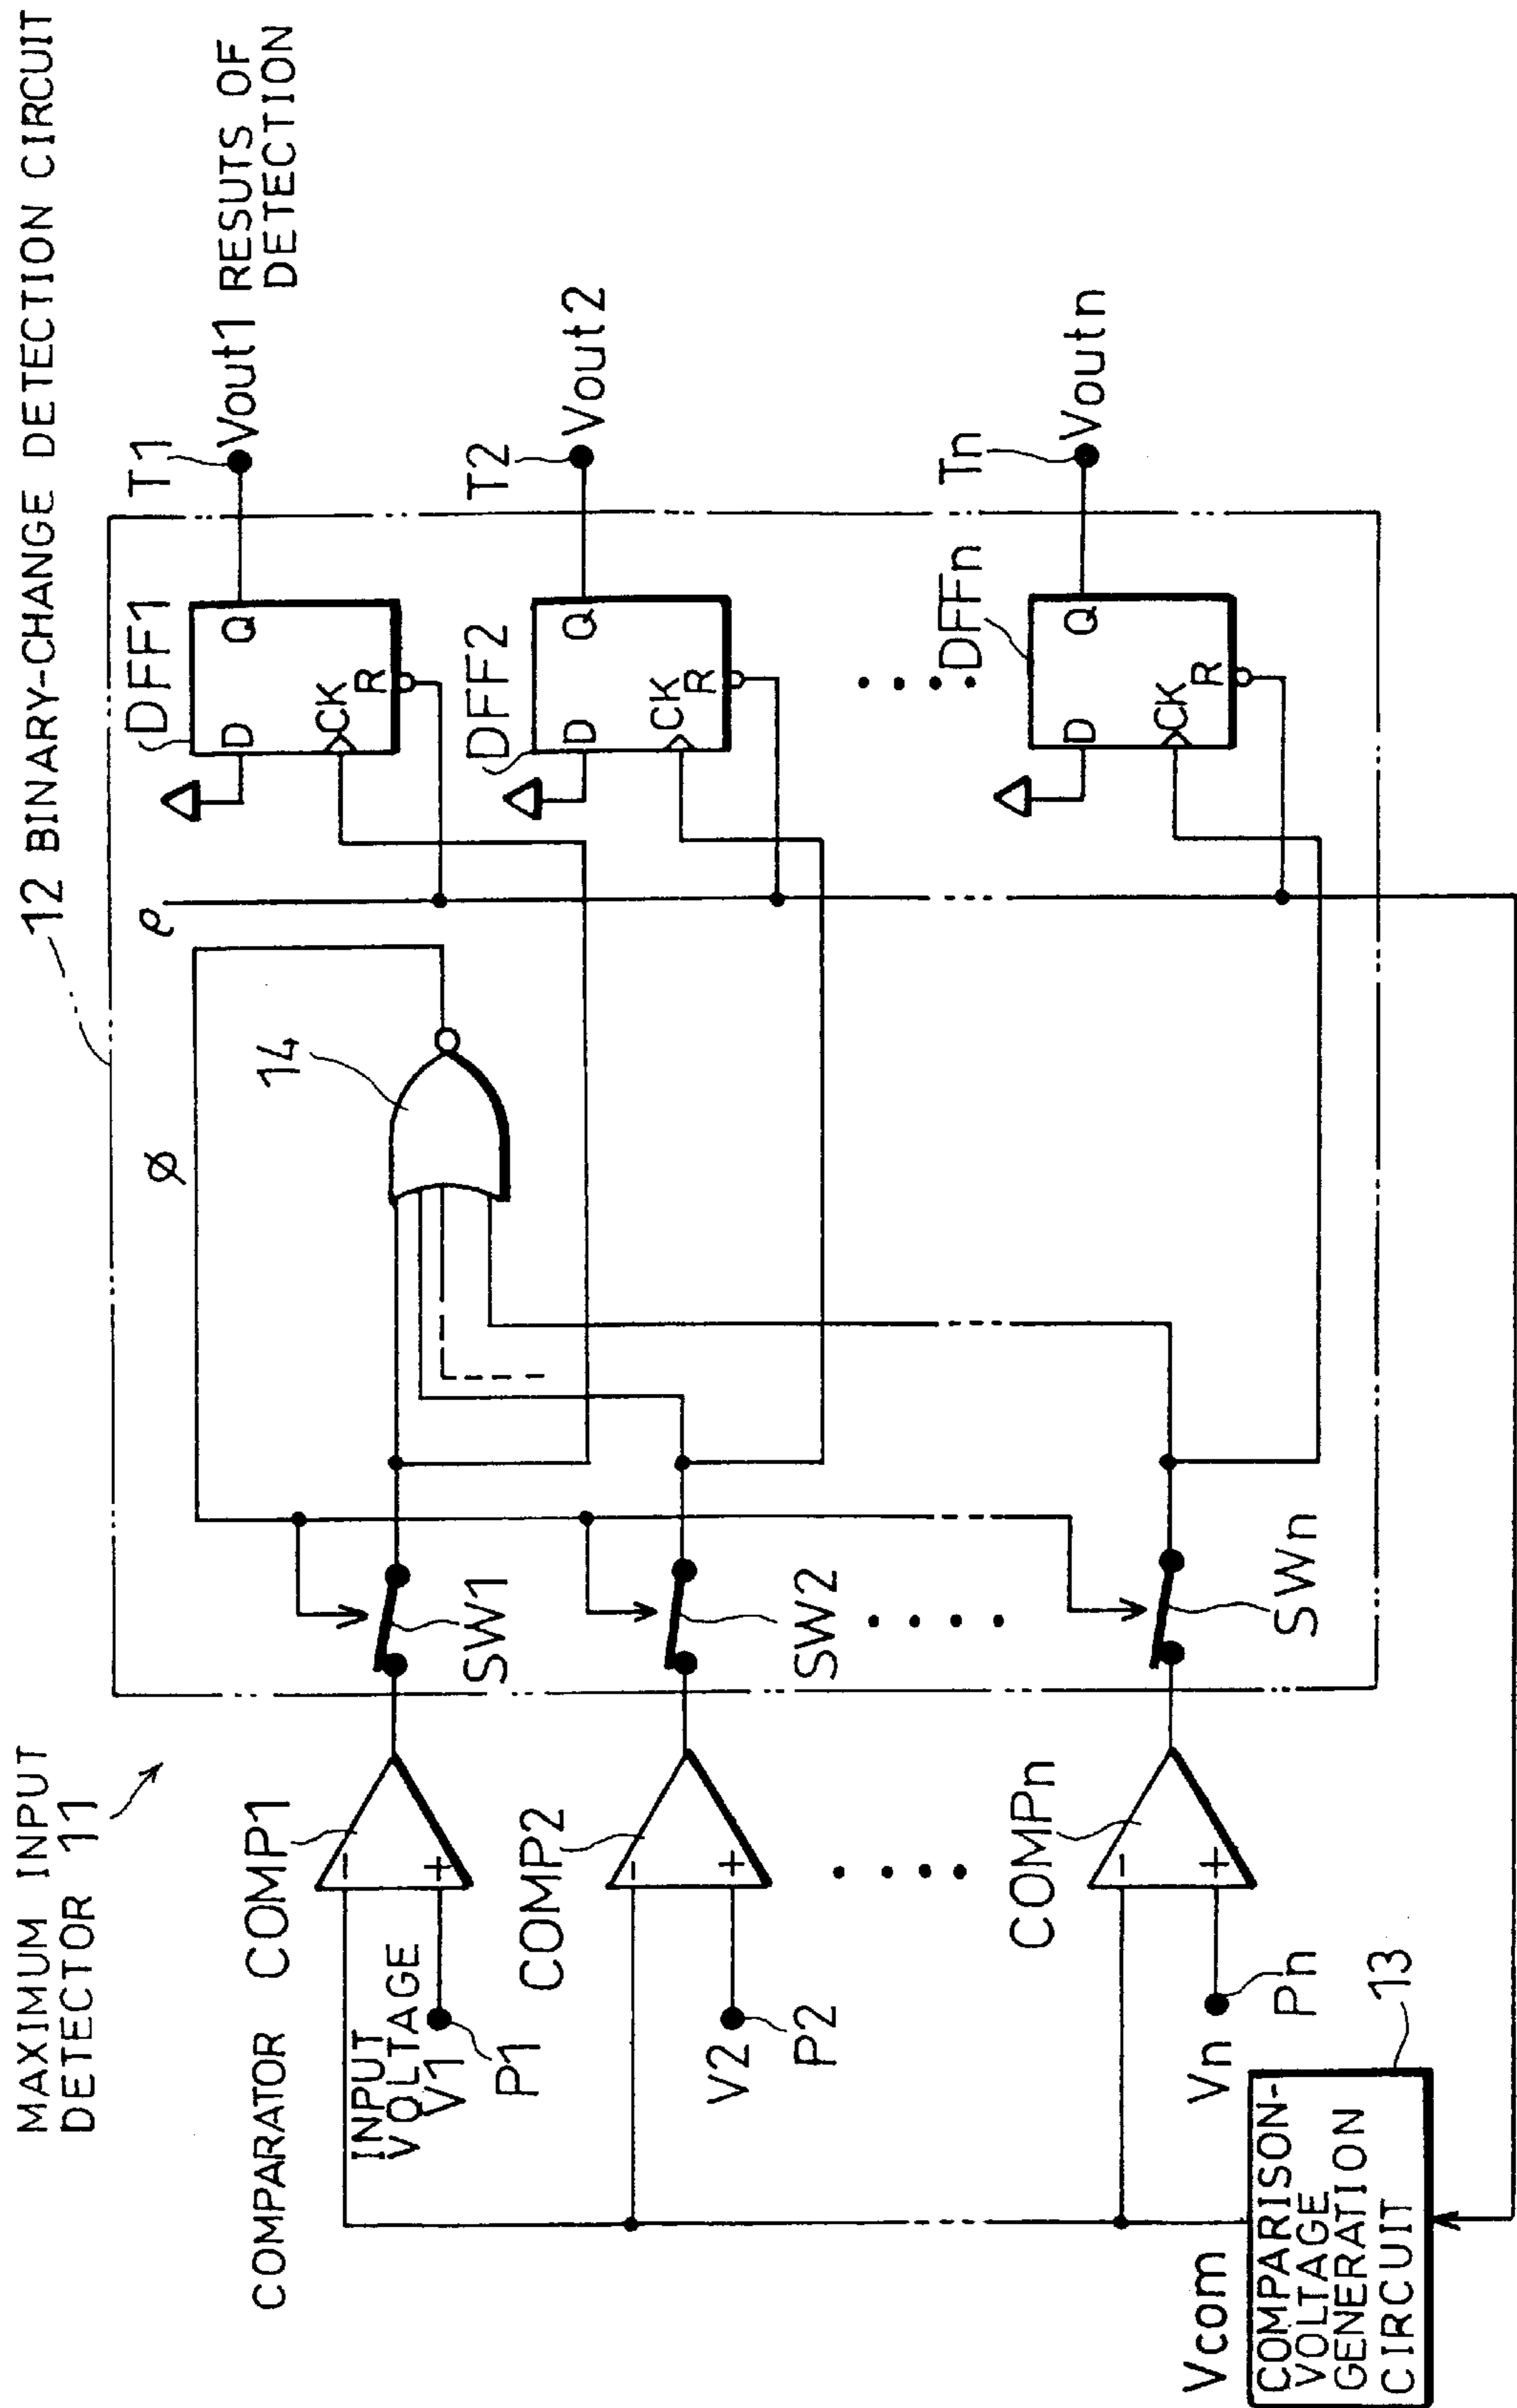 MAXIMUM INPUT
DETECTOR 11
12 BINARY-CHANGE DETECTION CIRCUIT
COMPARATOR COMP1
INPUT
VOLTAGE
V1
P1
-
+
SW1
ø
14
ρ
DFF1
D
Q
CK
R
T1
Vout1 RESUTS OF
DETECTION
COMP2
V2
P2
-
+
SW2
DFF2
D
Q
CK
R
T2
Vout2
COMPn
Vn
Pn
-
+
SWn
DFFn
D
Q
CK
R
Tn
Voutn
Vcom
COMPARISON-
VOLTAGE
GENERATION
CIRCUIT
13